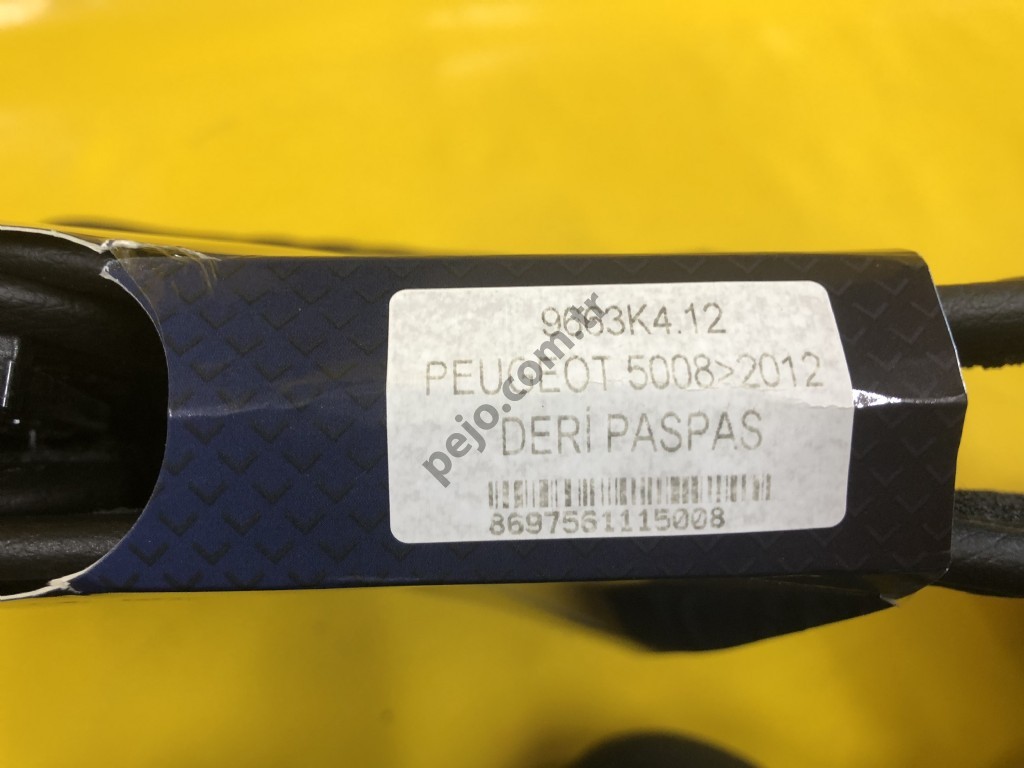 9663K4.12
PEUGEOT 5008>2012
DERİ PASPAS
8697561115008
pejo.com.tr